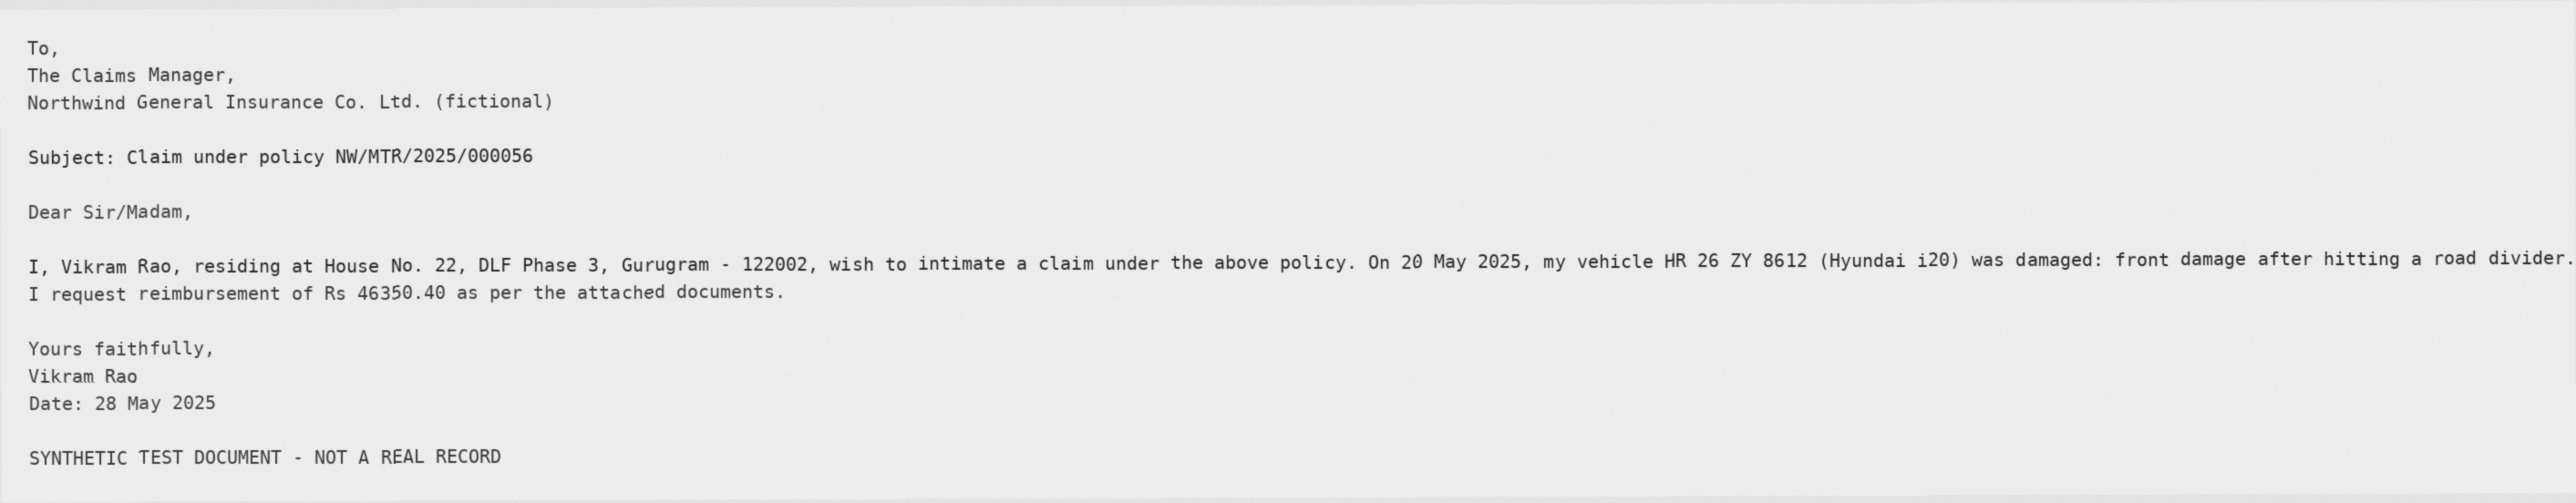 To,
The Claims Manager,
Northwind General Insurance Co. Ltd. (fictional)
Subject: Claim under policy NW/MTR/2025/000056
Dear Sir/Madam,
I, Vikram Rao, residing at House No. 22, DLF Phase 3, Gurugram - 122002, wish to intimate a claim under the above policy. On 20 May 2025, my vehicle HR 26 ZY 8612 (Hyundai i20) was damaged: front damage after hitting a road divider.
I request reimbursement of Rs 46350.40 as per the attached documents.
Yours faithfully,
Vikram Rao
Date: 28 May 2025
SYNTHETIC TEST DOCUMENT - NOT A REAL RECORD